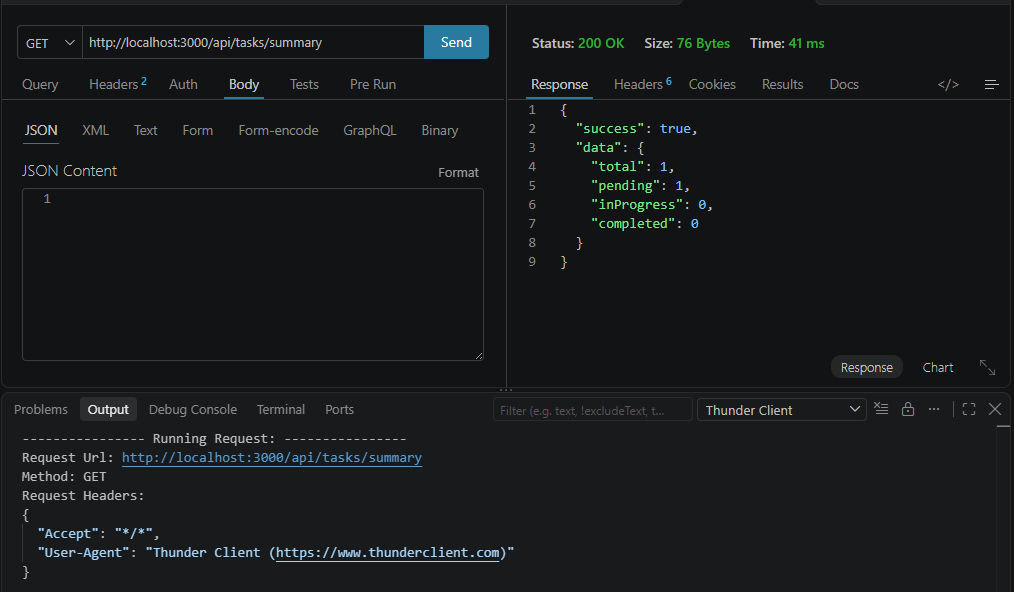 GET http://localhost:3000/api/tasks/summary Send
Query Headers 2 Auth Body Tests Pre Run
JSON XML Text Form Form-encode GraphQL Binary
JSON Content Format
1
Status: 200 OK Size: 76 Bytes Time: 41 ms
Response Headers 6 Cookies Results Docs </>
1 {
2 "success": true,
3 "data": {
4 "total": 1,
5 "pending": 1,
6 "inProgress": 0,
7 "completed": 0
8 }
9 }
Response Chart
Problems Output Debug Console Terminal Ports Filter (e.g. text, !excludeText, t... Thunder Client
---------------- Running Request: ----------------
Request Url: http://localhost:3000/api/tasks/summary
Method: GET
Request Headers:
{
"Accept": "*/*",
"User-Agent": "Thunder Client (https://www.thunderclient.com)"
}